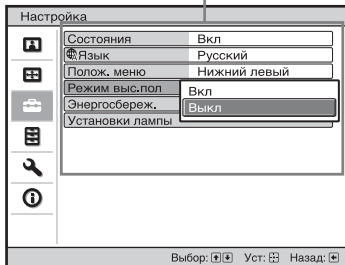 Настройка
Состояния Вкл
Язык Русский
Полож. меню Нижний левый
Режим выс.пол Вкл
Энергосбереж. Выкл
Установки лампы
Выбор: Уст: Назад: